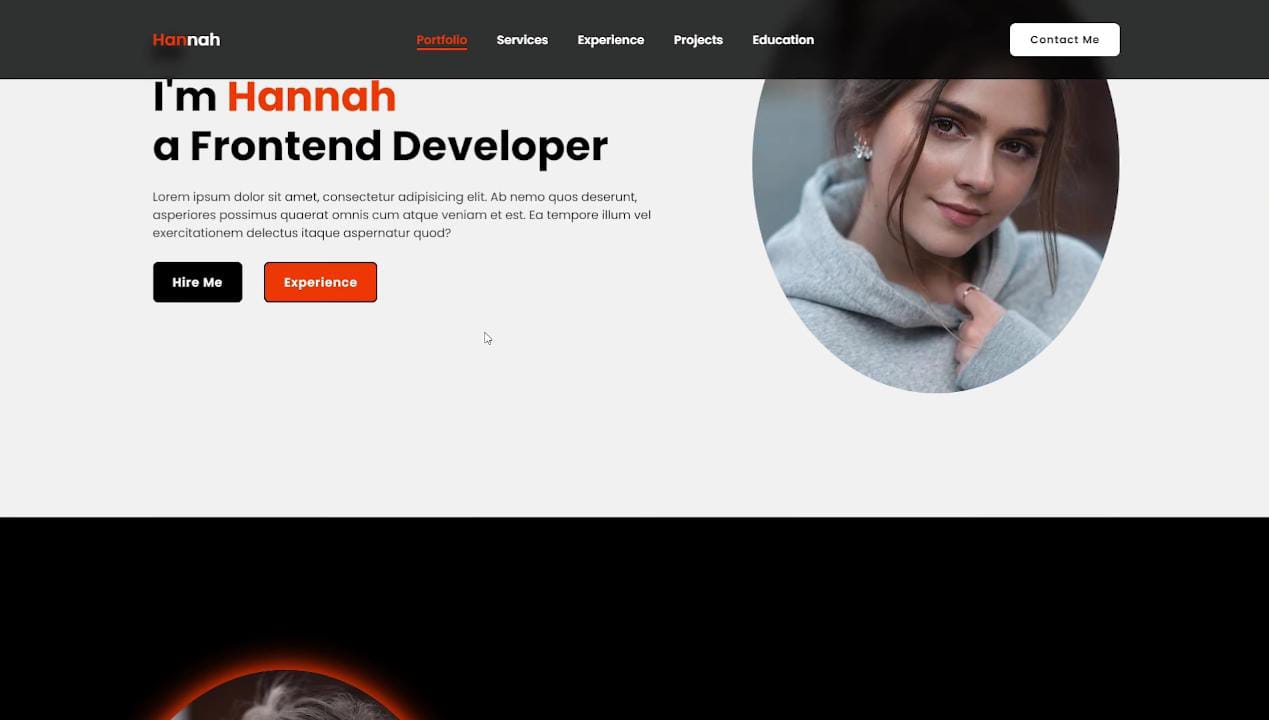 Hannah
Portfolio Services Experience Projects Education
Contact Me
I'm Hannah
a Frontend Developer
Lorem ipsum dolor sit amet, consectetur adipisicing elit. Ab nemo quos deserunt,
asperiores possimus quaerat omnis cum atque veniam et est. Ea tempore illum vel
exercitationem delectus itaque aspernatur quod?
Hire Me
Experience